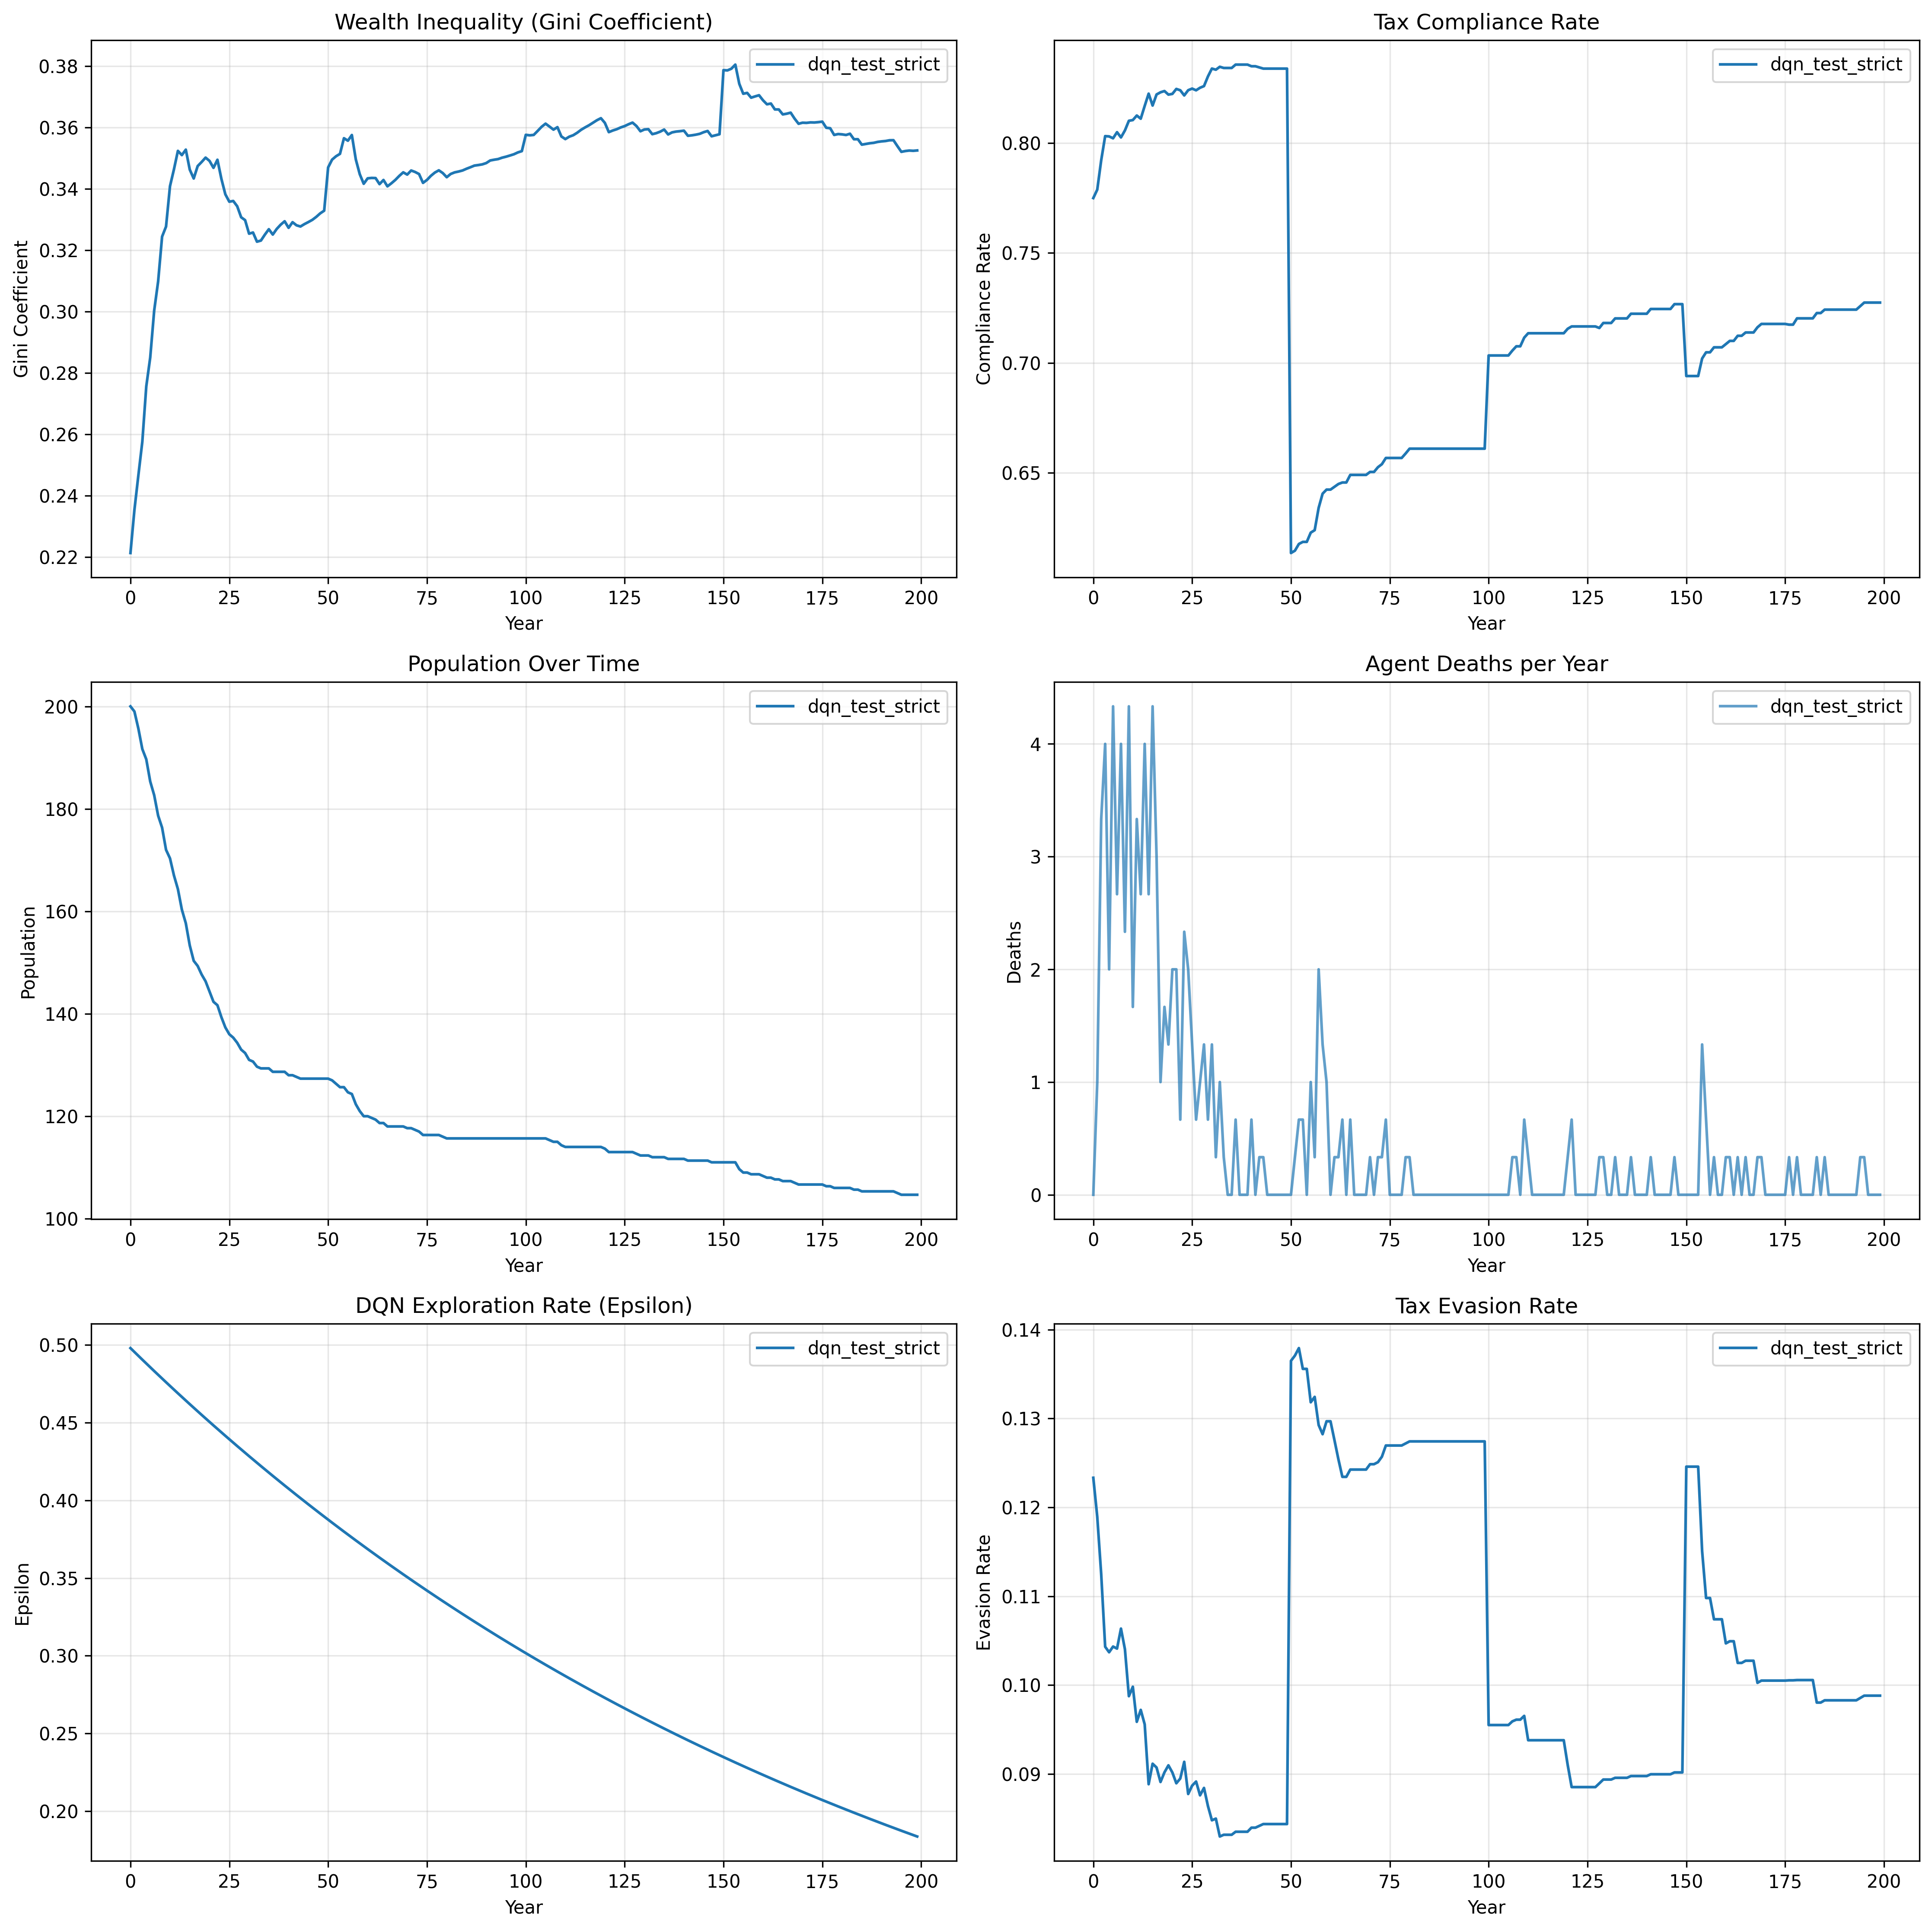 Wealth Inequality (Gini Coefficient)
dqn_test_strict
Gini Coefficient
0.38
0.36
0.34
0.32
0.30
0.28
0.26
0.24
0.22
0 25 50 75 100 125 150 175 200
Year
Tax Compliance Rate
dqn_test_strict
Compliance Rate
0.80
0.75
0.70
0.65
0 25 50 75 100 125 150 175 200
Year
Population Over Time
dqn_test_strict
Population
200
180
160
140
120
100
0 25 50 75 100 125 150 175 200
Year
Agent Deaths per Year
dqn_test_strict
Deaths
4
3
2
1
0
0 25 50 75 100 125 150 175 200
Year
DQN Exploration Rate (Epsilon)
dqn_test_strict
Epsilon
0.50
0.45
0.40
0.35
0.30
0.25
0.20
0 25 50 75 100 125 150 175 200
Year
Tax Evasion Rate
dqn_test_strict
Evasion Rate
0.14
0.13
0.12
0.11
0.10
0.09
0 25 50 75 100 125 150 175 200
Year